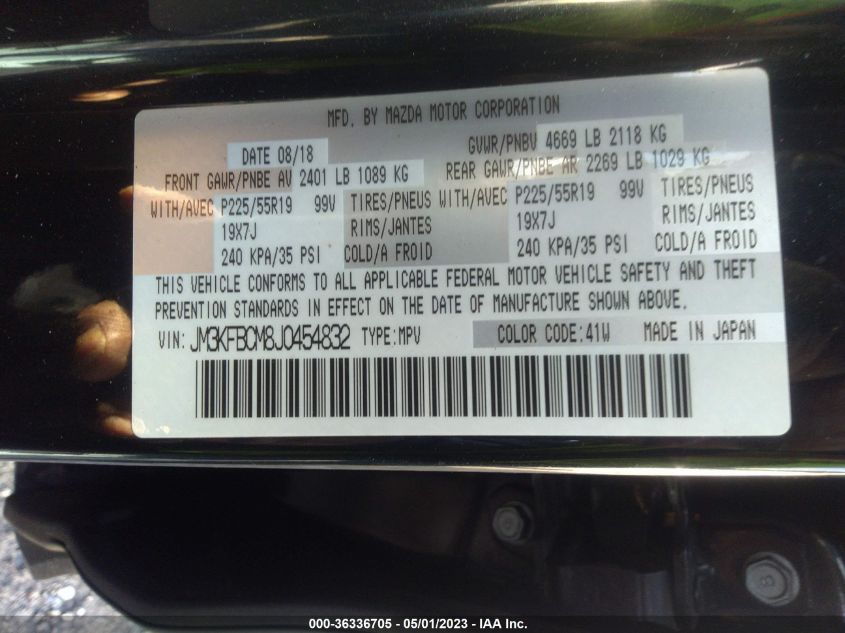 MFD. BY MAZDA MOTOR CORPORATION
DATE 08/18 GVWR/PNBV 4669 LB 2118 KG
FRONT GAWR/PNBE AV 2401 LB 1089 KG REAR GAWR/PNBE AR 2269 LB 1029 KG
WITH/AVEC P225/55R19 99V TIRES/PNEUS WITH/AVEC P225/55R19 99V TIRES/PNEUS
19X7J RIMS/JANTES 19X7J RIMS/JANTES
240 KPA/35 PSI COLD/A FROID 240 KPA/35 PSI COLD/A FROID
THIS VEHICLE CONFORMS TO ALL APPLICABLE FEDERAL MOTOR VEHICLE SAFETY AND THEFT
PREVENTION STANDARDS IN EFFECT ON THE DATE OF MANUFACTURE SHOWN ABOVE.
VIN: JM3KFBCM8J0454832 TYPE:MPV COLOR CODE:41W MADE IN JAPAN
000-36336705 - 05/01/2023 - IAA Inc.